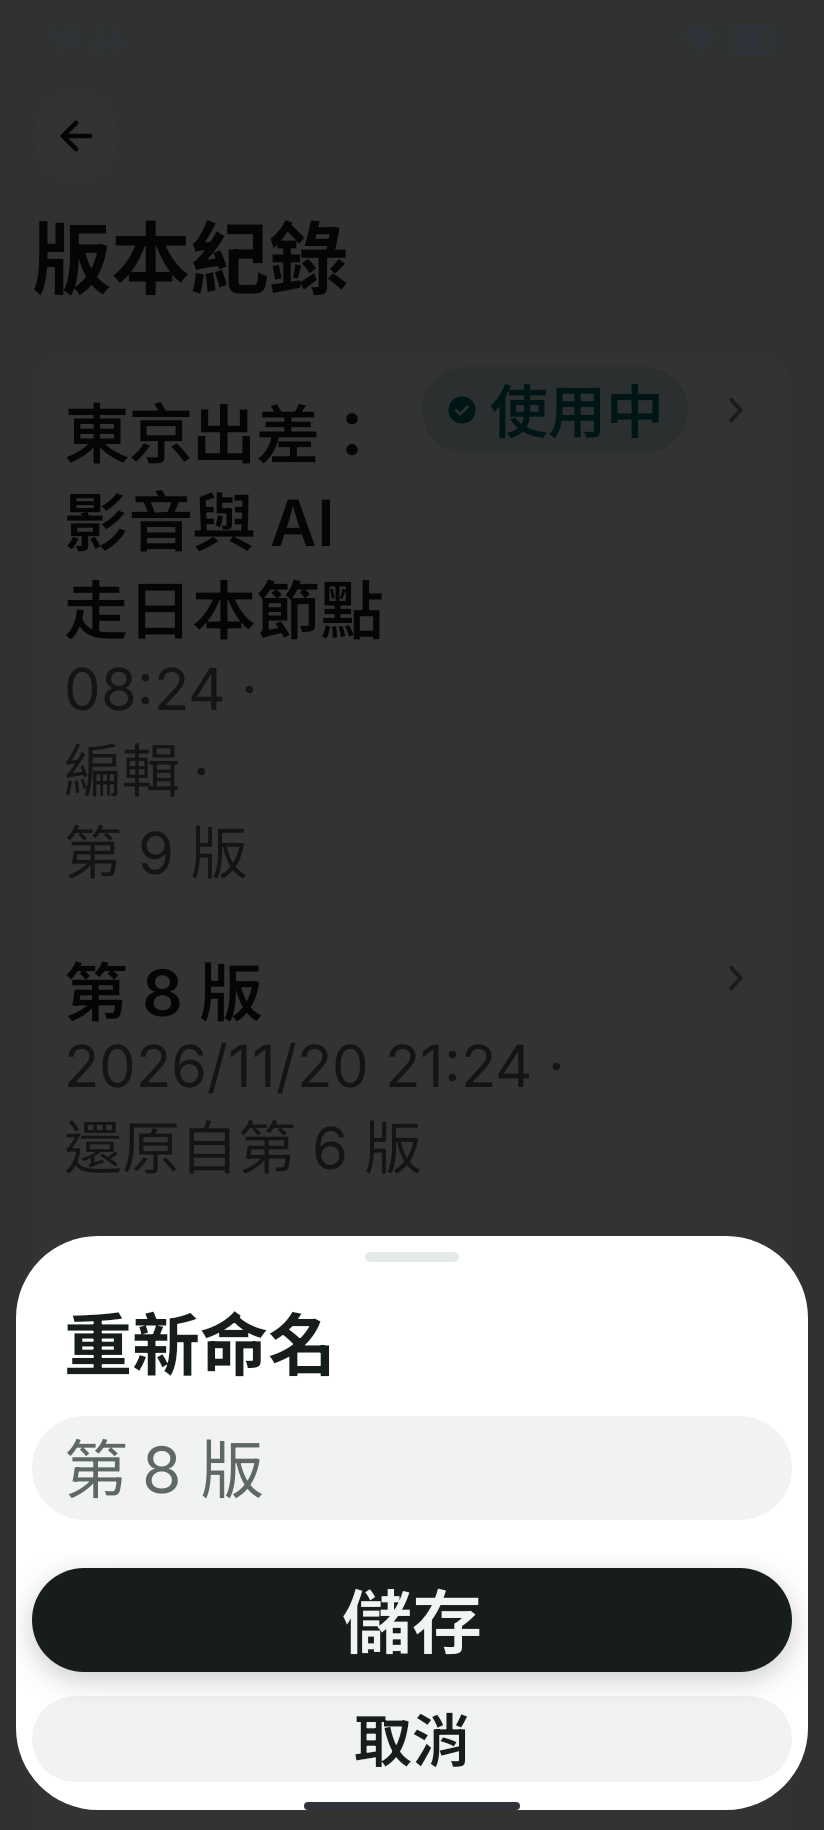 版本紀錄
東京出差：
使用中
影音與 AI
走日本節點
08:24 ·
編輯 ·
第 9 版
第 8 版
2026/11/20 21:24 ·
還原自第 6 版
重新命名
第 8 版
儲存
取消